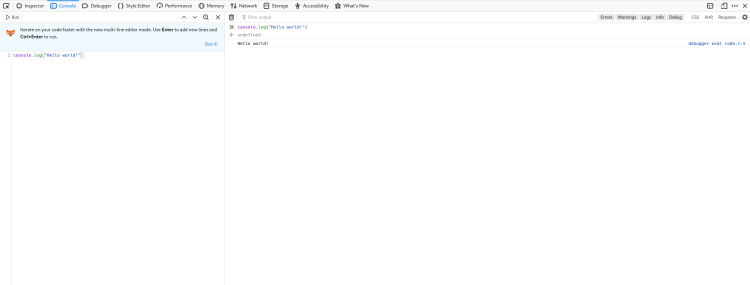 Inspector Console Debugger Style Editor Performance Memory Network Storage Accessibility What's New
Run
Filter output
Errors Warnings Logs Info Debug CSS XHR Requests
Iterate on your code faster with the new multi-line editor mode. Use Enter to add new lines and
Ctrl+Enter to run.
Got it!
1 console.log("Hello world!")
console.log("Hello world!")
undefined
Hello world! debugger eval code:1:9